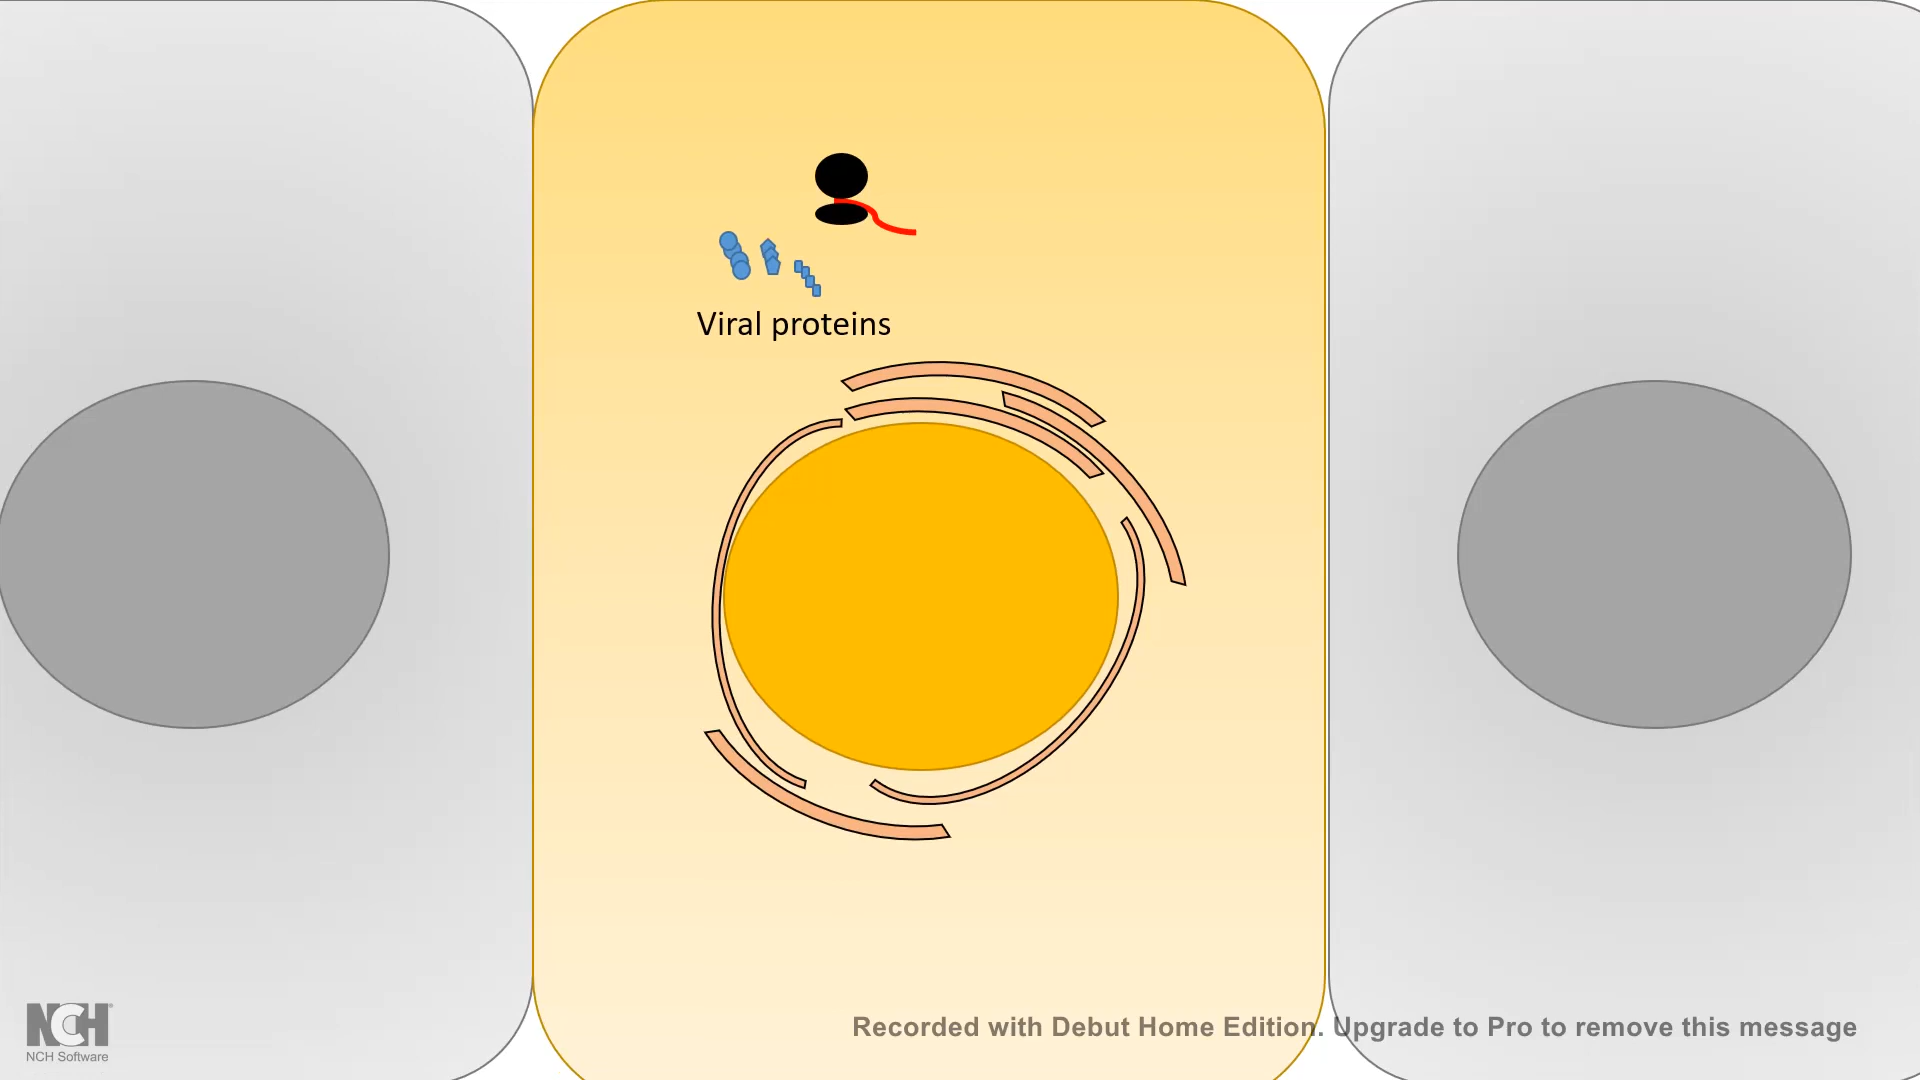 Viral proteins
NCH
NCH Software
Recorded with Debut Home Edition. Upgrade to Pro to remove this message